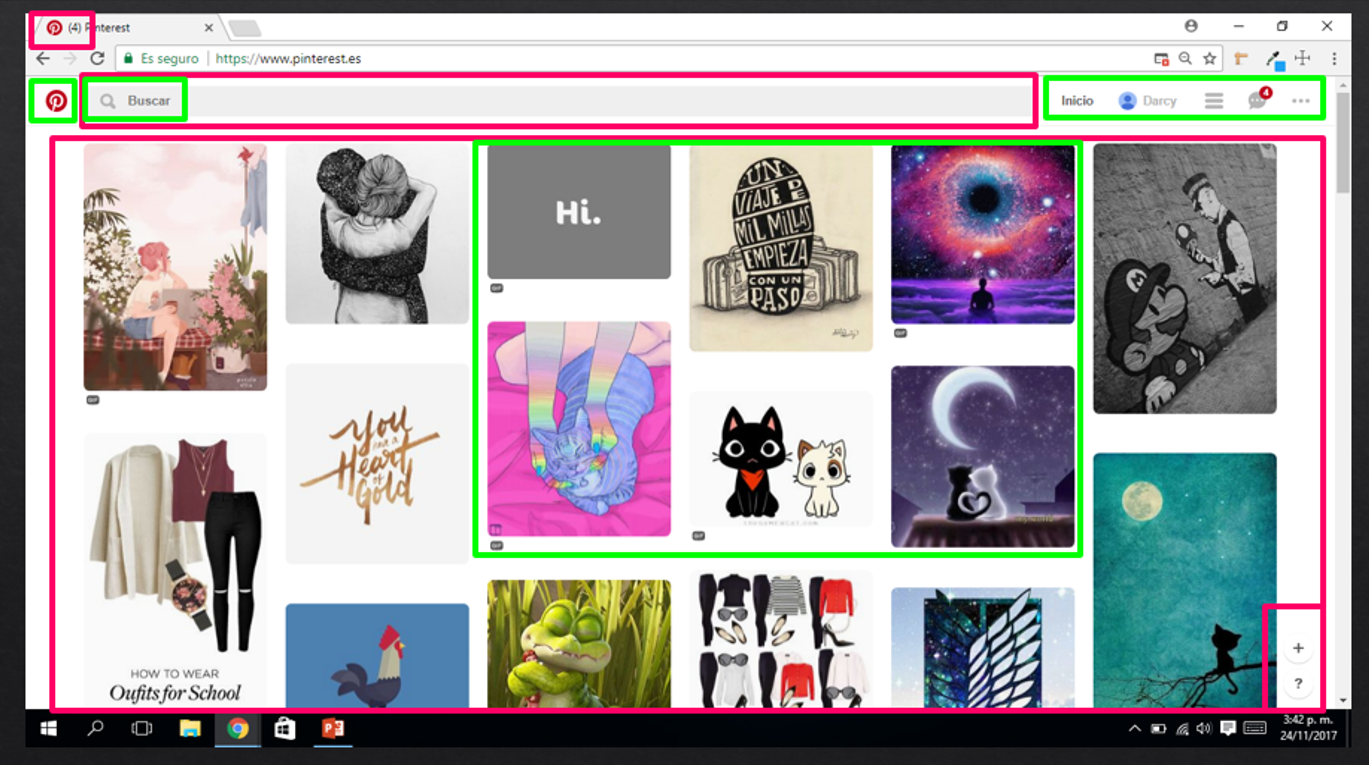 (4) Pinterest
Es seguro
https://www.pinterest.es
Buscar
Inicio
Darcy
4
Hi.
UN
VIAJE DE
MIL MILLAS
EMPIEZA
CON UN
PASO
GIF
GIF
GIF
GIF
GIF
You
have a
Heart
of
Gold
THEGAMEWCUT.COM
M
HOW TO WEAR
Oufits for School
+
?
3:42 p. m.
24/11/2017